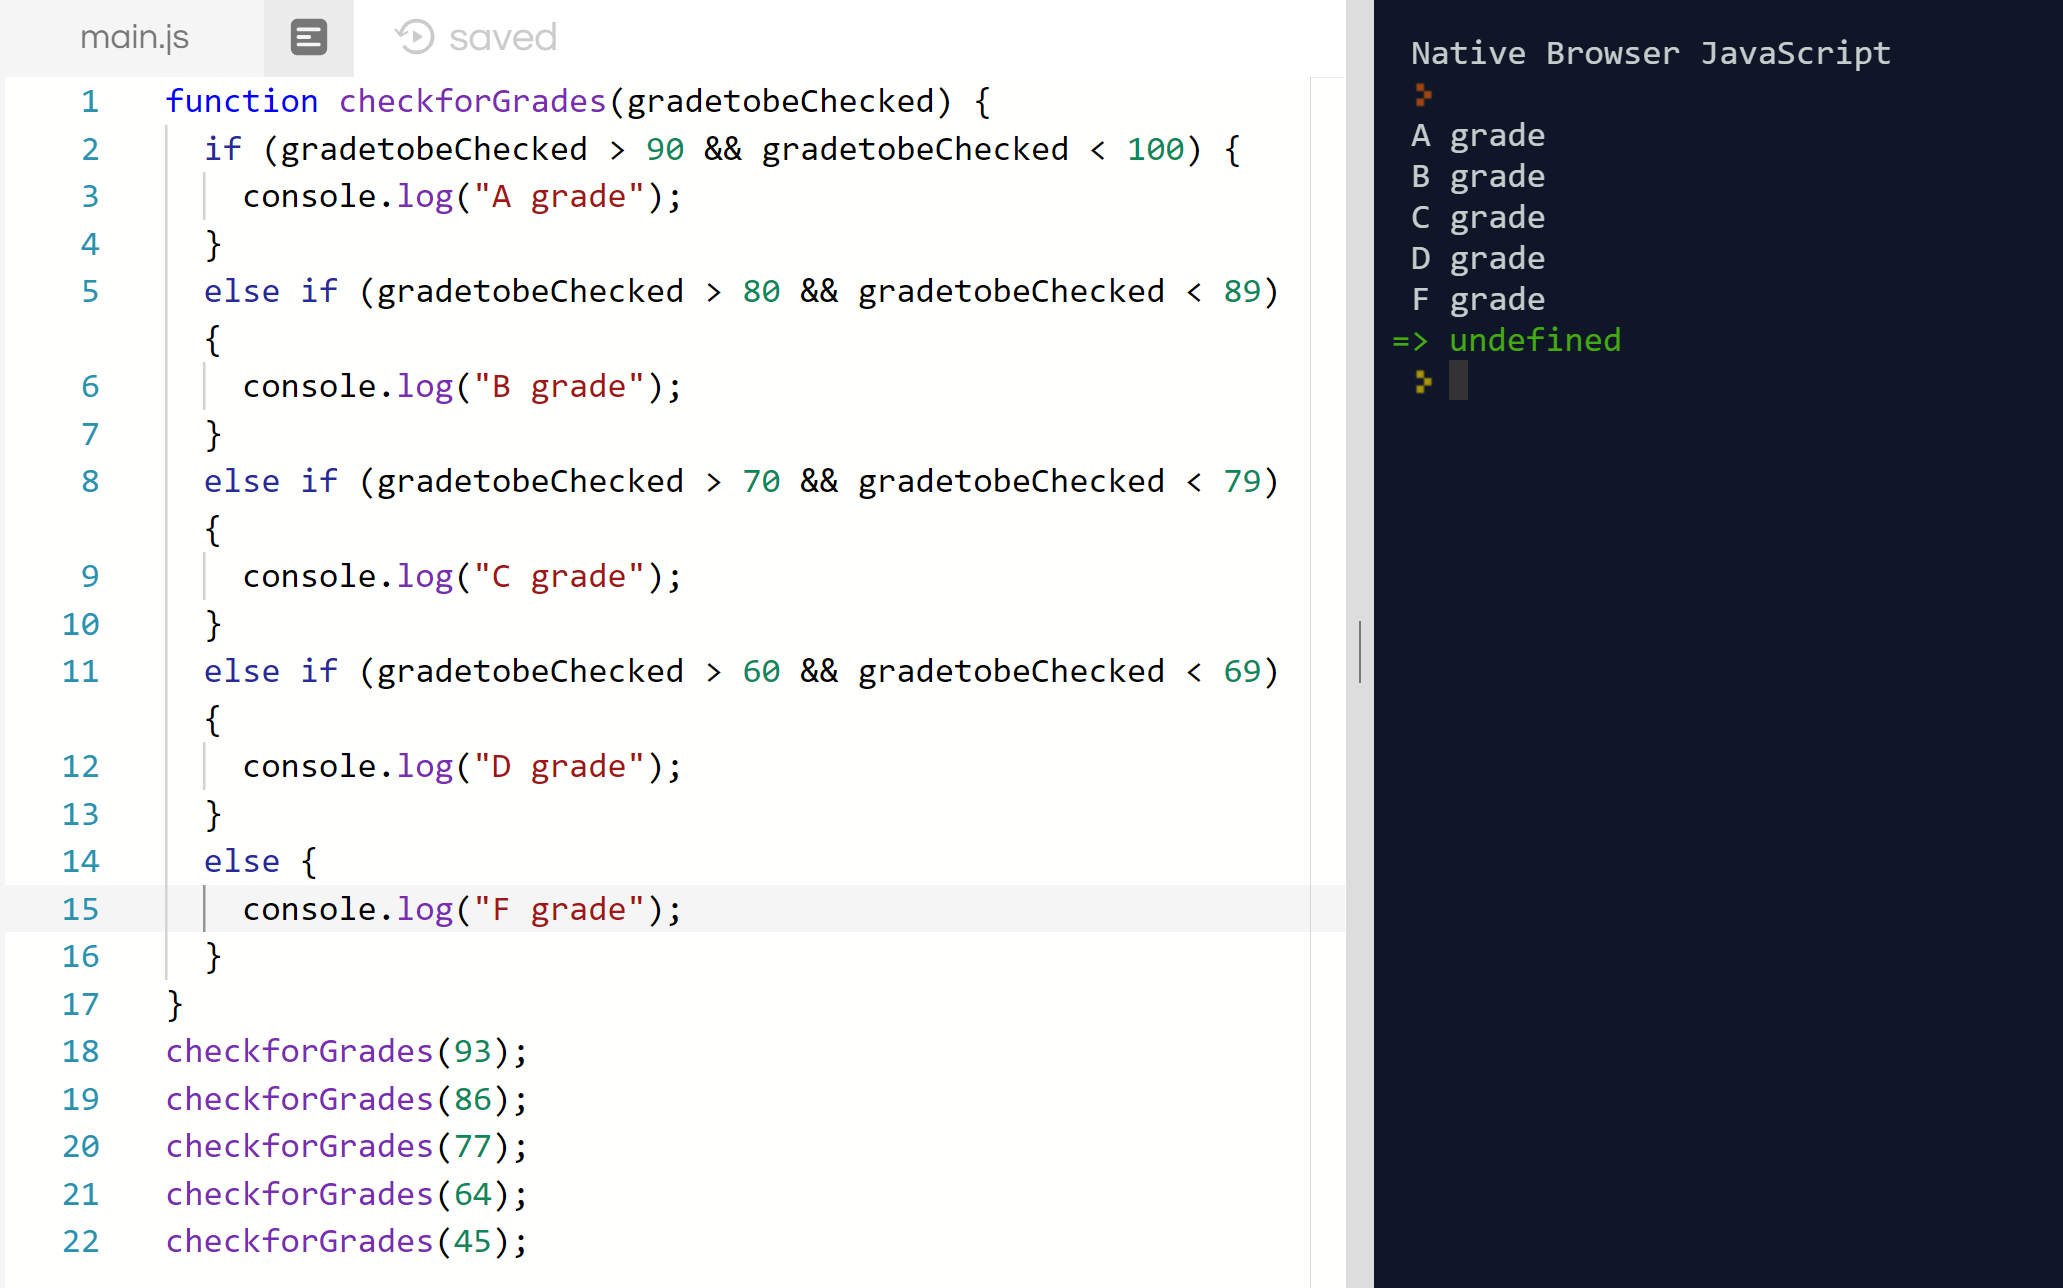 main.js
saved
1 function checkforGrades(gradetobeChecked) {
2 if (gradetobeChecked > 90 && gradetobeChecked < 100) {
3 console.log("A grade");
4 }
5 else if (gradetobeChecked > 80 && gradetobeChecked < 89)
{
6 console.log("B grade");
7 }
8 else if (gradetobeChecked > 70 && gradetobeChecked < 79)
{
9 console.log("C grade");
10 }
11 else if (gradetobeChecked > 60 && gradetobeChecked < 69)
{
12 console.log("D grade");
13 }
14 else {
15 console.log("F grade");
16 }
17 }
18 checkforGrades(93);
19 checkforGrades(86);
20 checkforGrades(77);
21 checkforGrades(64);
22 checkforGrades(45);
Native Browser JavaScript
>
A grade
B grade
C grade
D grade
F grade
=> undefined
>